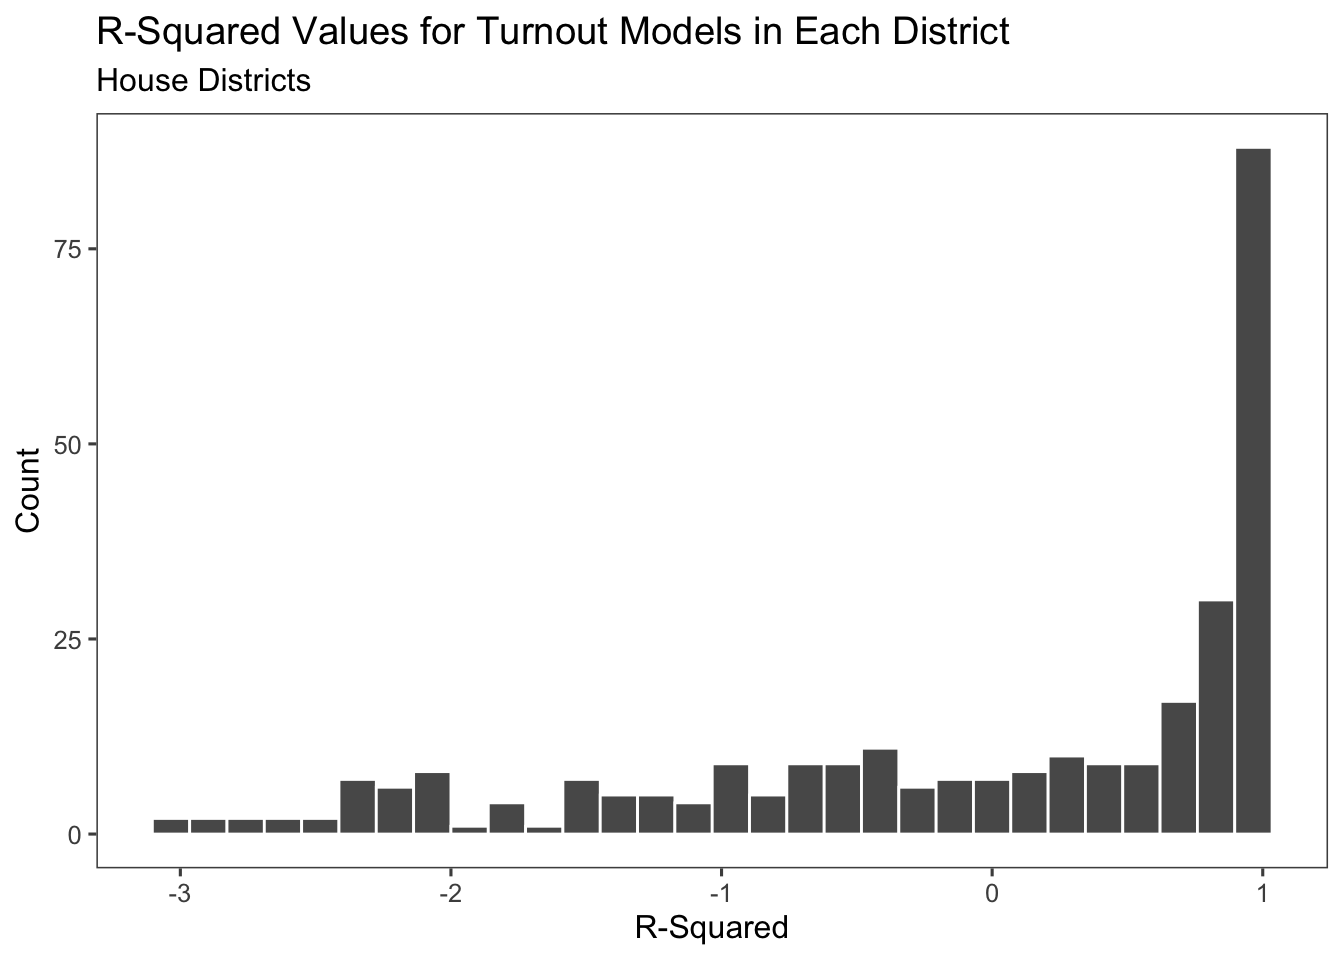 R-Squared Values for Turnout Models in Each District
House Districts
75
50
25
0
Count
-3 -2 -1 0 1
R-Squared